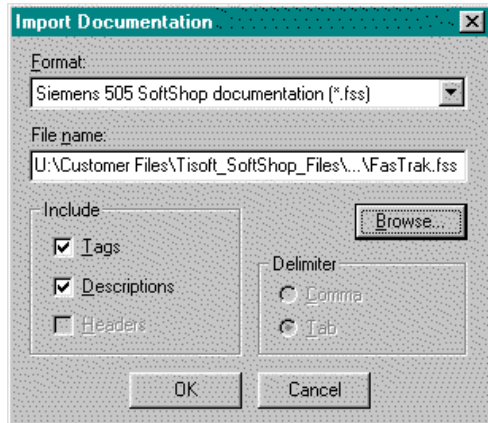 Import Documentation
Format:
Siemens 505 SoftShop documentation (*.fss)
File name:
U:\Customer Files\Tisoft_SoftShop_Files\...\FasTrak.fss
Include
Browse...
Tags
Delimiter
Descriptions
Comma
Headers
Tab
OK
Cancel